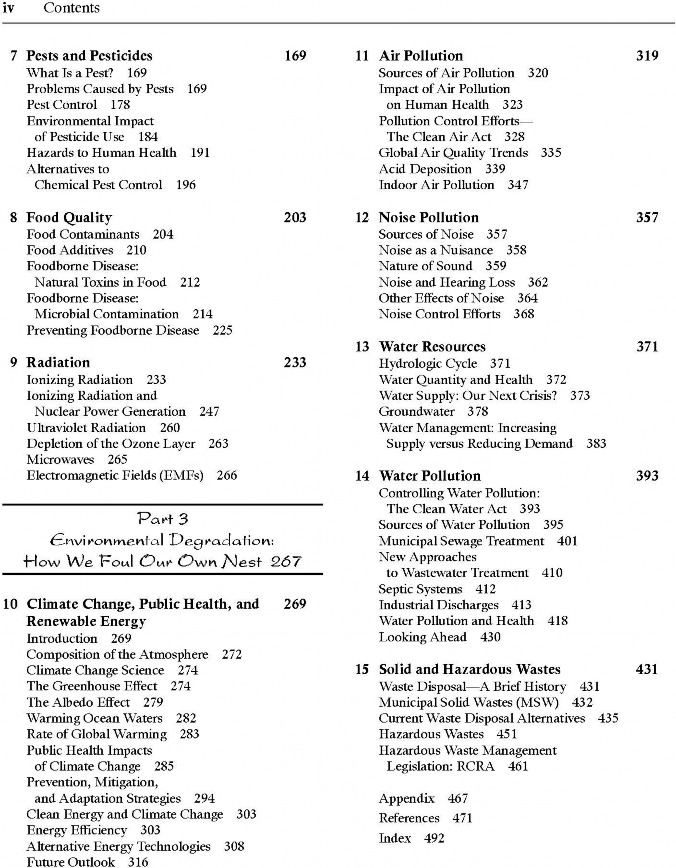 iv Contents
7 Pests and Pesticides 169
What Is a Pest? 169
Problems Caused by Pests 169
Pest Control 178
Environmental Impact
of Pesticide Use 184
Hazards to Human Health 191
Alternatives to
Chemical Pest Control 196
8 Food Quality 203
Food Contaminants 204
Food Additives 210
Foodborne Disease:
Natural Toxins in Food 212
Foodborne Disease:
Microbial Contamination 214
Preventing Foodborne Disease 225
9 Radiation 233
Ionizing Radiation 233
Ionizing Radiation and
Nuclear Power Generation 247
Ultraviolet Radiation 260
Depletion of the Ozone Layer 263
Microwaves 265
Electromagnetic Fields (EMFs) 266
Part 3
Environmental Degradation:
How We Foul Our Own Nest 267
10 Climate Change, Public Health, and 269
Renewable Energy
Introduction 269
Composition of the Atmosphere 272
Climate Change Science 274
The Greenhouse Effect 274
The Albedo Effect 279
Warming Ocean Waters 282
Rate of Global Warming 283
Public Health Impacts
of Climate Change 285
Prevention, Mitigation,
and Adaptation Strategies 294
Clean Energy and Climate Change 303
Energy Efficiency 303
Alternative Energy Technologies 308
Future Outlook 316
11 Air Pollution 319
Sources of Air Pollution 320
Impact of Air Pollution
on Human Health 323
Pollution Control Efforts—
The Clean Air Act 328
Global Air Quality Trends 335
Acid Deposition 339
Indoor Air Pollution 347
12 Noise Pollution 357
Sources of Noise 357
Noise as a Nuisance 358
Nature of Sound 359
Noise and Hearing Loss 362
Other Effects of Noise 364
Noise Control Efforts 368
13 Water Resources 371
Hydrologic Cycle 371
Water Quantity and Health 372
Water Supply: Our Next Crisis? 373
Groundwater 378
Water Management: Increasing
Supply versus Reducing Demand 383
14 Water Pollution 393
Controlling Water Pollution:
The Clean Water Act 393
Sources of Water Pollution 395
Municipal Sewage Treatment 401
New Approaches
to Wastewater Treatment 410
Septic Systems 412
Industrial Discharges 413
Water Pollution and Health 418
Looking Ahead 430
15 Solid and Hazardous Wastes 431
Waste Disposal—A Brief History 431
Municipal Solid Wastes (MSW) 432
Current Waste Disposal Alternatives 435
Hazardous Wastes 451
Hazardous Waste Management
Legislation: RCRA 461
Appendix 467
References 471
Index 492